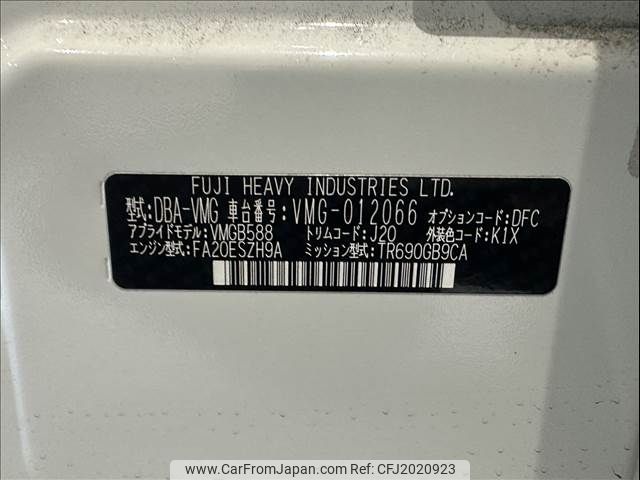 FUJI HEAVY INDUSTRIES LTD.
型式:DBA-VMG 車台番号:VMG-012066 オプションコード:DFC
アプライドモデル:VMGB588 トリムコード:J20 外装色コード:K1X
エンジン型式:FA20ESZH9A ミッション型式:TR690GB9CA
www.CarFromJapan.com | CFJ2020923